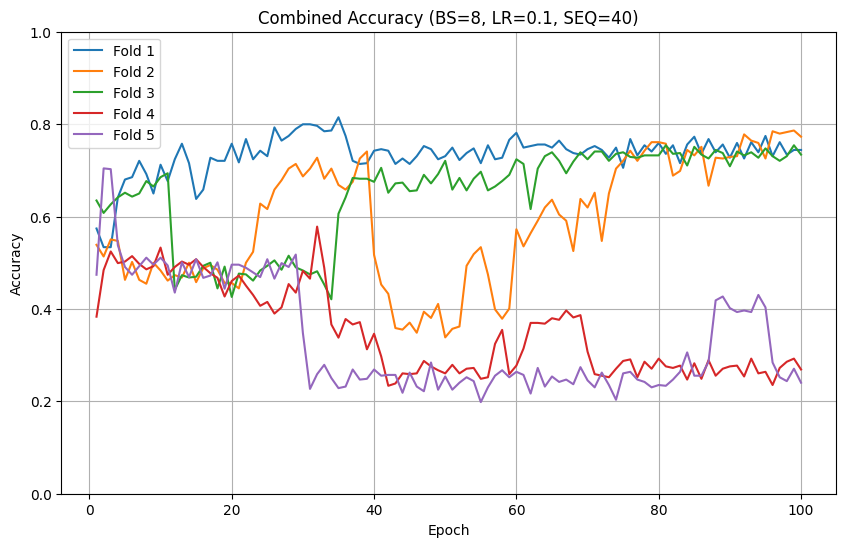 Combined Accuracy (BS=8, LR=0.1, SEQ=40)
Fold 1
Fold 2
Fold 3
Fold 4
Fold 5
Accuracy
1.0
0.8
0.6
0.4
0.2
0.0
0 20 40 60 80 100
Epoch